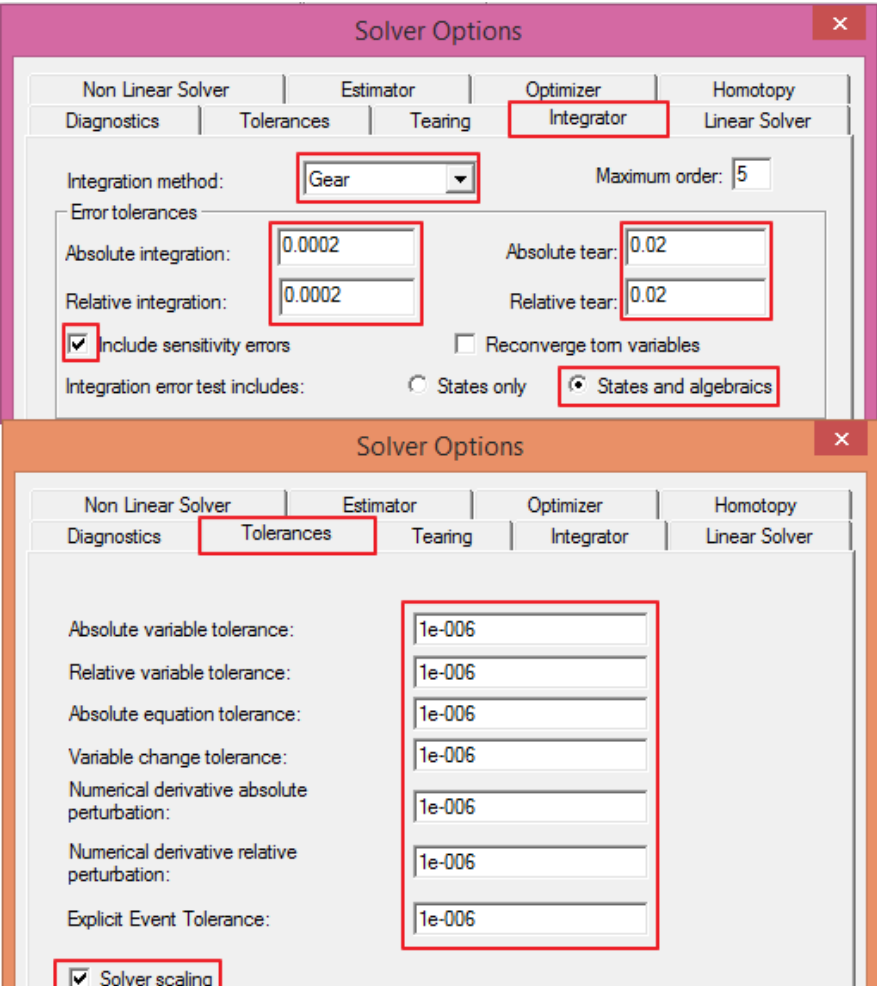 Solver Options
Non Linear Solver Estimator Optimizer Homotopy
Diagnostics Tolerances Tearing Integrator Linear Solver
Integration method: Gear Maximum order: 5
Error tolerances
Absolute integration: 0.0002 Absolute tear: 0.02
Relative integration: 0.0002 Relative tear: 0.02
Include sensitivity errors Reconverge torn variables
Integration error test includes: States only States and algebraics
Solver Options
Non Linear Solver Estimator Optimizer Homotopy
Diagnostics Tolerances Tearing Integrator Linear Solver
Absolute variable tolerance: 1e-006
Relative variable tolerance: 1e-006
Absolute equation tolerance: 1e-006
Variable change tolerance: 1e-006
Numerical derivative absolute
perturbation: 1e-006
Numerical derivative relative
perturbation: 1e-006
Explicit Event Tolerance: 1e-006
Solver scaling